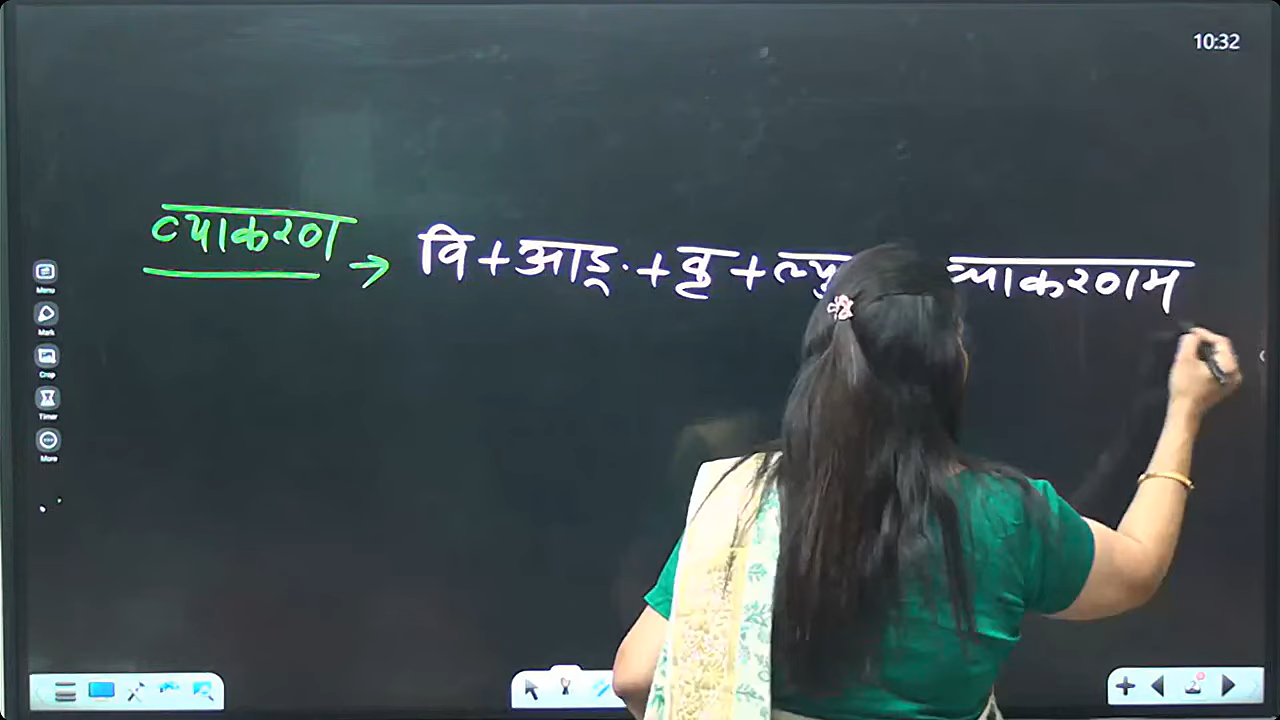 10:32
व्याकरण → वि + आङ् + कृ + ल्यु व्याकरणम
Menu
Mark
Crop
Timer
More